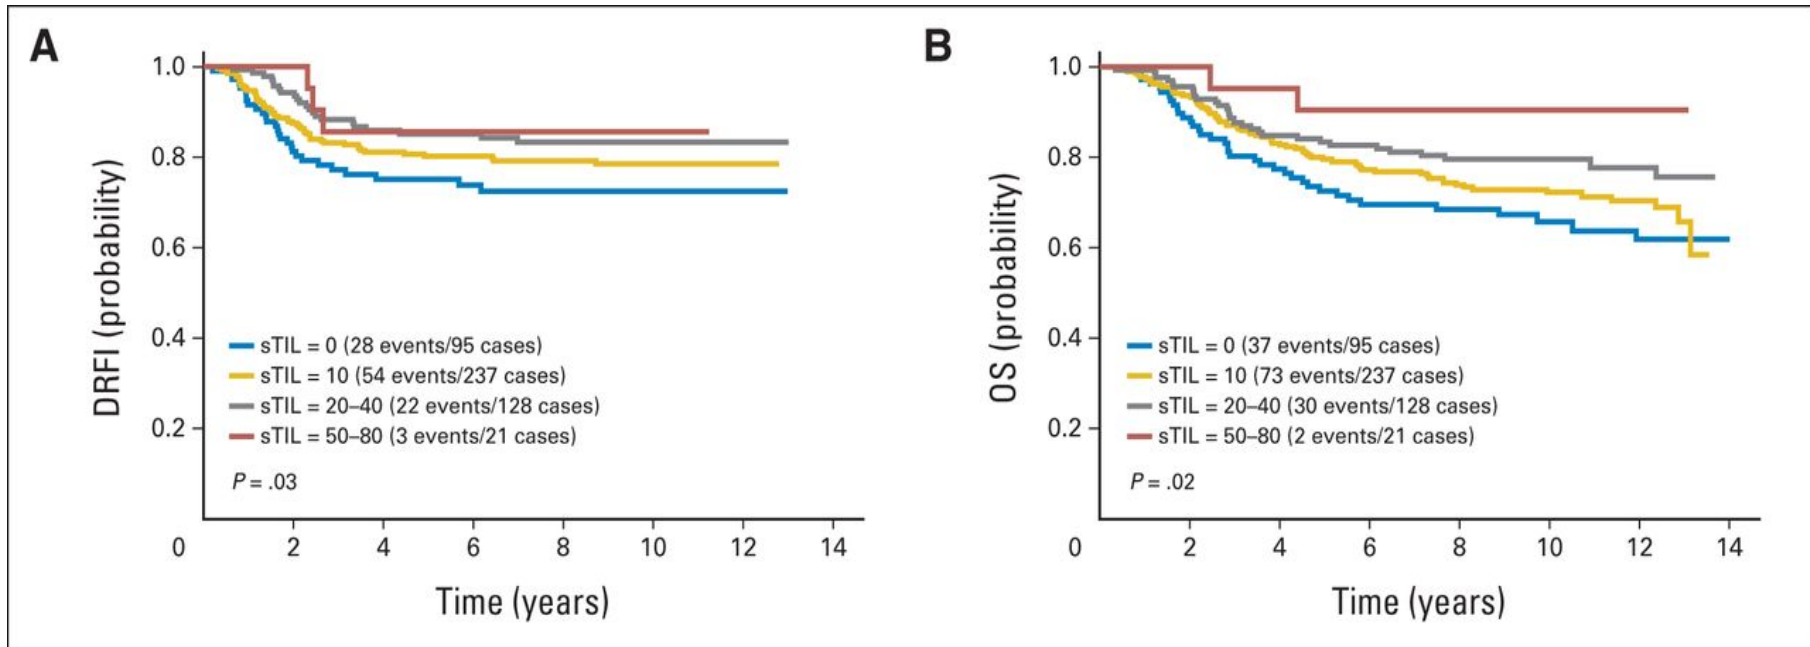 A
1.0
0.8
0.6
0.4
0.2
0
DRFI (probability)
sTIL = 0 (28 events/95 cases)
sTIL = 10 (54 events/237 cases)
sTIL = 20–40 (22 events/128 cases)
sTIL = 50–80 (3 events/21 cases)
P = .03
2 4 6 8 10 12 14
Time (years)
B
1.0
0.8
0.6
0.4
0.2
0
OS (probability)
sTIL = 0 (37 events/95 cases)
sTIL = 10 (73 events/237 cases)
sTIL = 20–40 (30 events/128 cases)
sTIL = 50–80 (2 events/21 cases)
P = .02
2 4 6 8 10 12 14
Time (years)